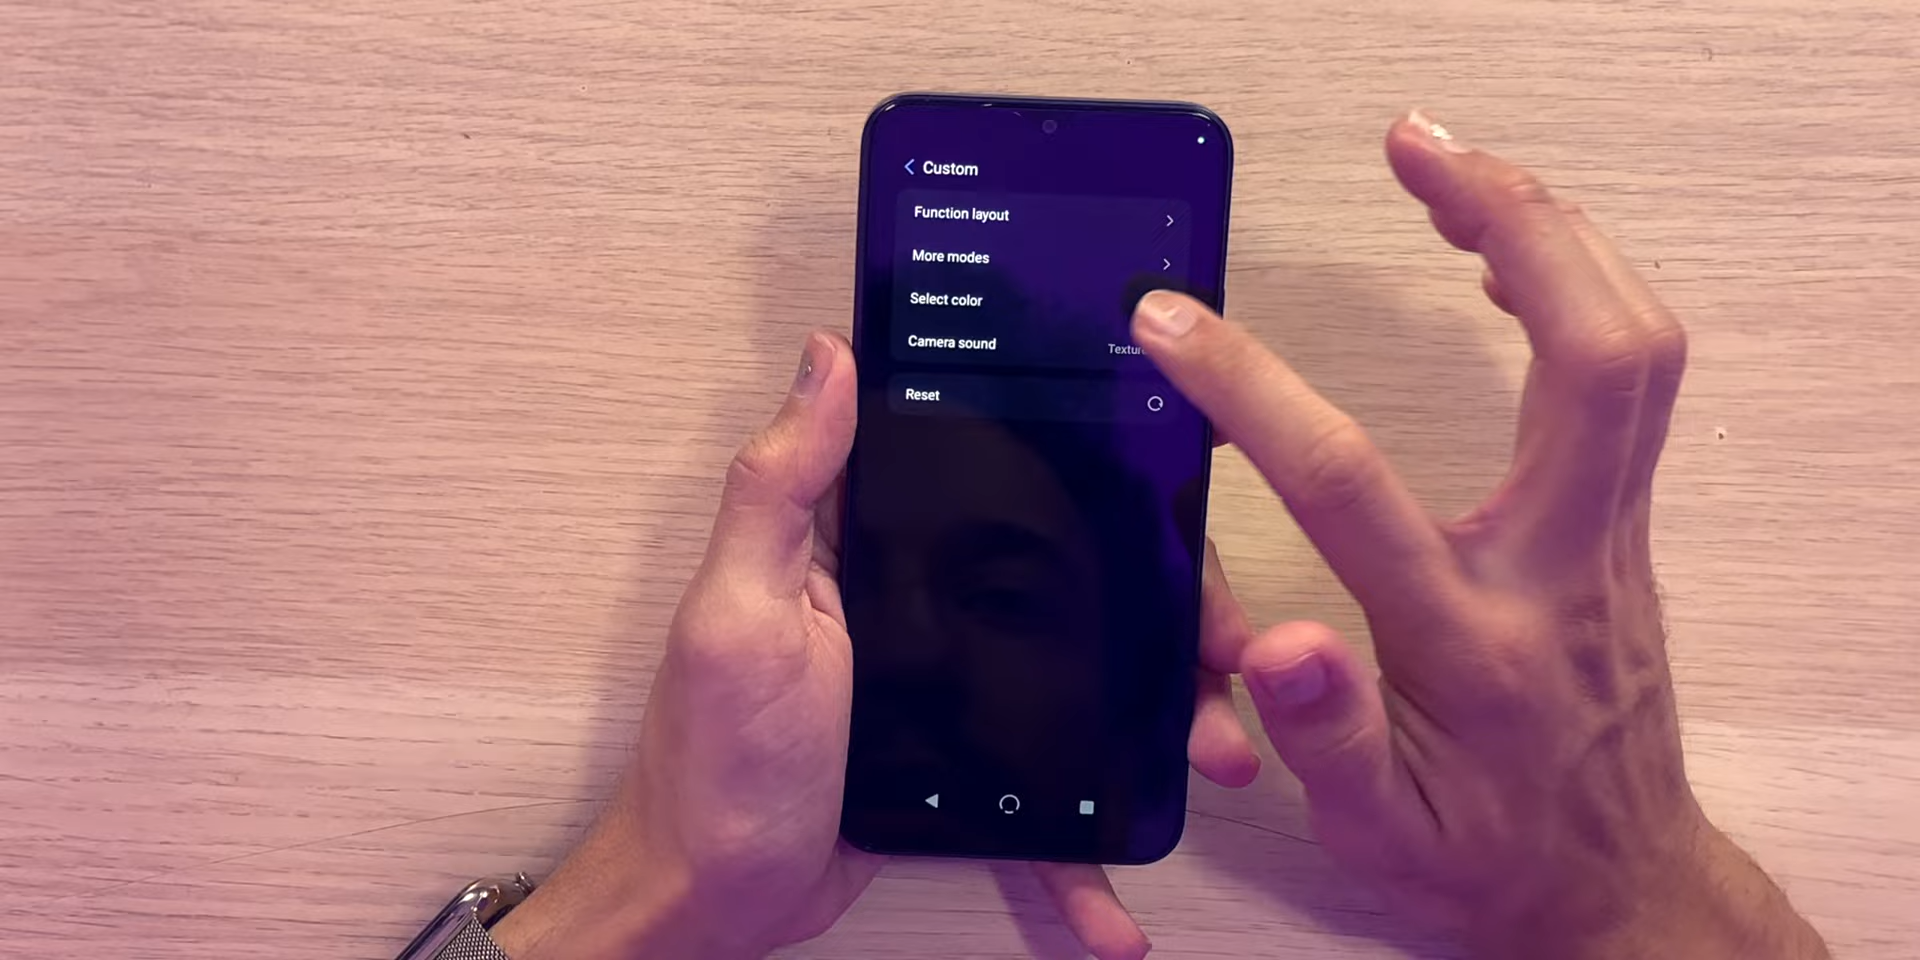 Custom
Function layout
More modes
Select color
Camera sound
Reset